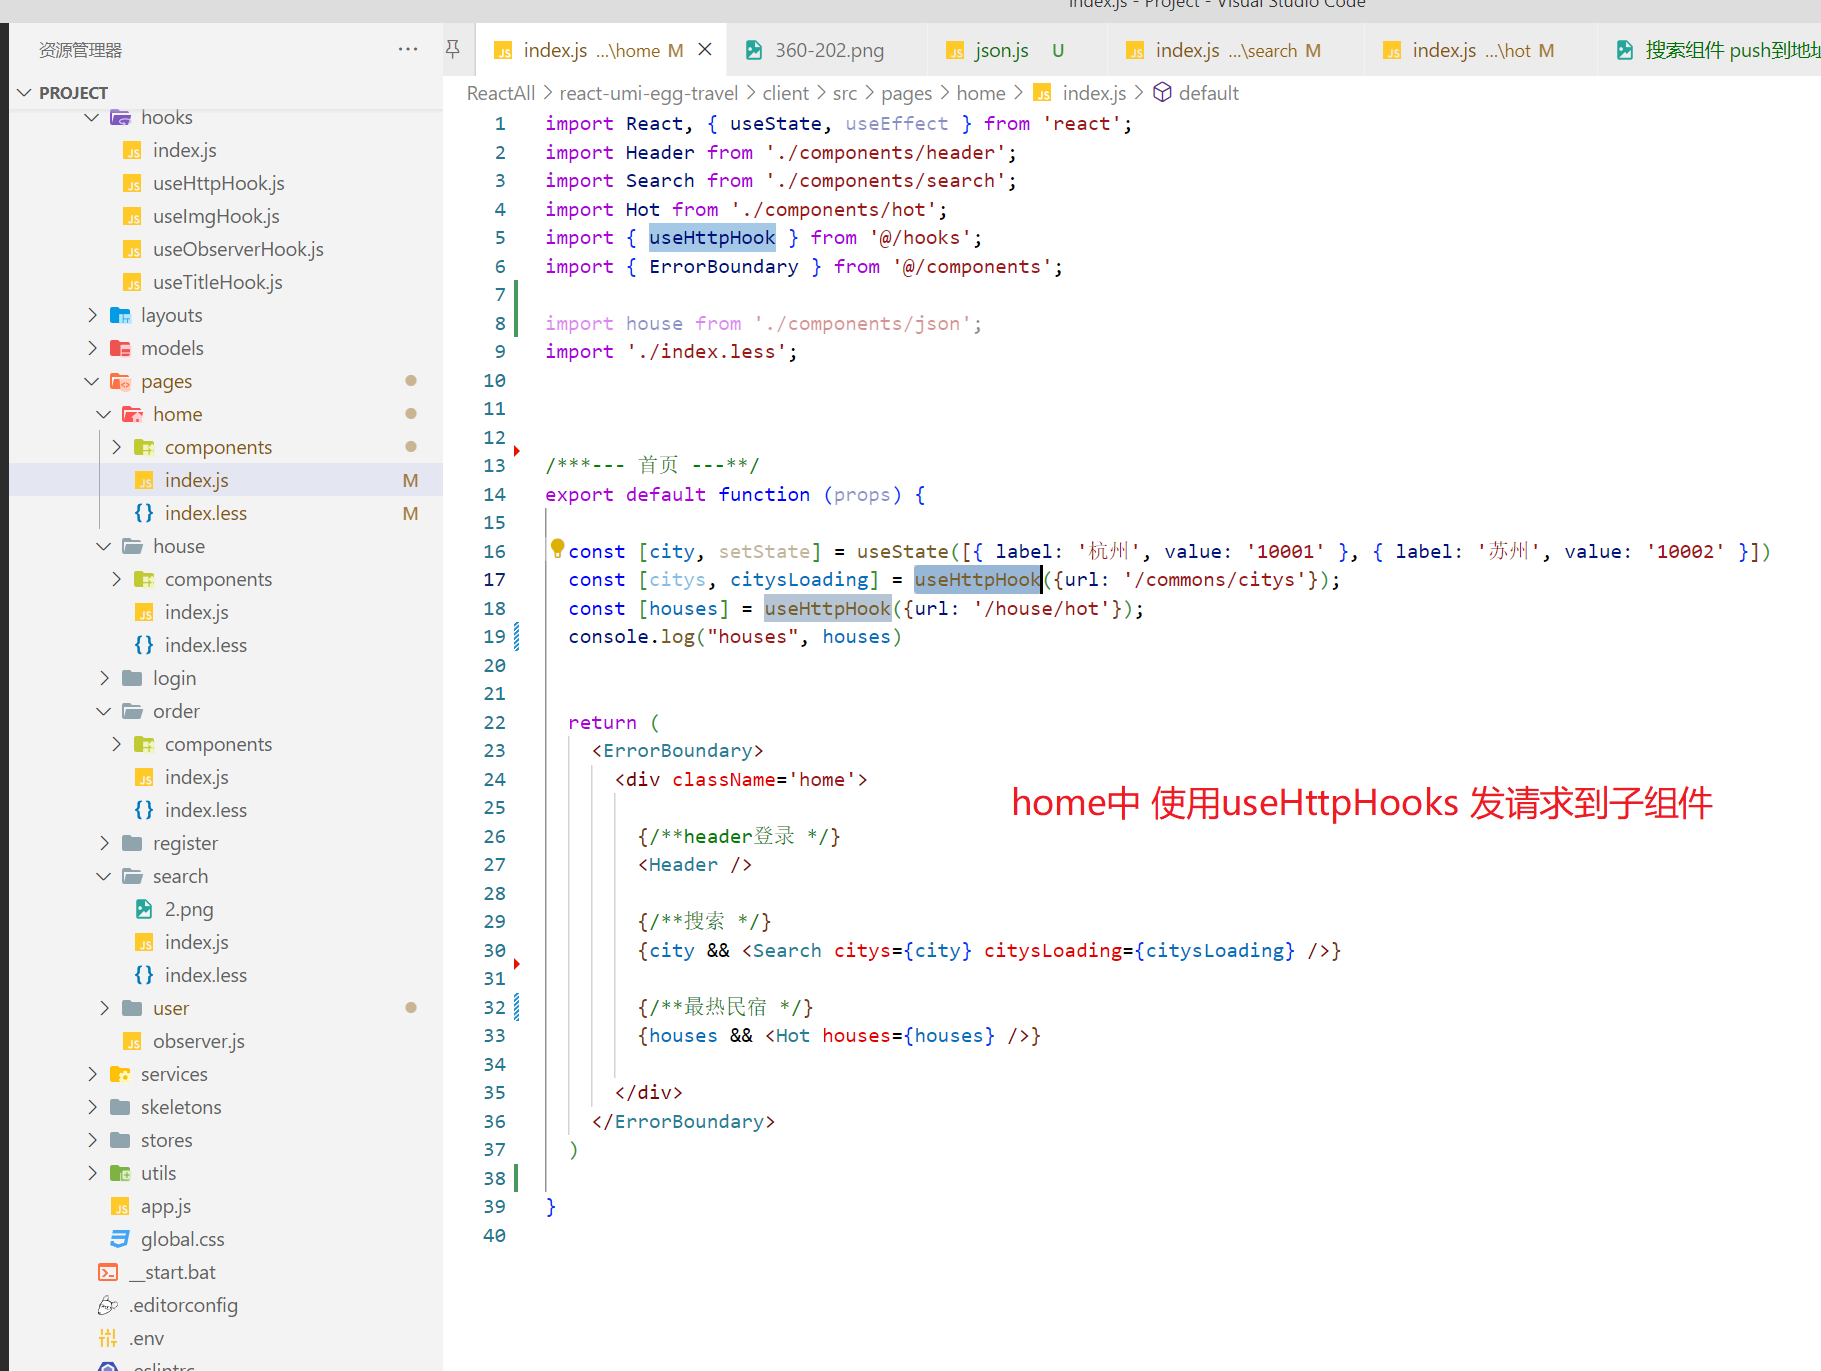 index.js - Project - Visual Studio Code
资源管理器
index.js ...\home M
360-202.png
json.js U
index.js ...\search M
index.js ...\hot M
搜索组件 push到地址
PROJECT
ReactAll > react-umi-egg-travel > client > src > pages > home > index.js > default
hooks
index.js
useHttpHook.js
useImgHook.js
useObserverHook.js
useTitleHook.js
layouts
models
pages
home
components
index.js M
index.less M
house
components
index.js
index.less
login
order
components
index.js
index.less
register
search
2.png
index.js
index.less
user
observer.js
services
skeletons
stores
utils
app.js
global.css
__start.bat
.editorconfig
.env
.eslintrc
1 import React, { useState, useEffect } from 'react';
2 import Header from './components/header';
3 import Search from './components/search';
4 import Hot from './components/hot';
5 import { useHttpHook } from '@/hooks';
6 import { ErrorBoundary } from '@/components';
7
8 import house from './components/json';
9 import './index.less';
10
11
12
13 /***--- 首页 ---**/
14 export default function (props) {
15
16 const [city, setState] = useState([{ label: '杭州', value: '10001' }, { label: '苏州', value: '10002' }])
17 const [citys, citysLoading] = useHttpHook({url: '/commons/citys'});
18 const [houses] = useHttpHook({url: '/house/hot'});
19 console.log("houses", houses)
20
21
22 return (
23 <ErrorBoundary>
24 <div className='home'>
25
26 {/**header登录 */}
27 <Header />
28
29 {/**搜索 */}
30 {city && <Search citys={city} citysLoading={citysLoading} />}
31
32 {/**最热民宿 */}
33 {houses && <Hot houses={houses} />}
34
35 </div>
36 </ErrorBoundary>
37 )
38
39 }
40
home中 使用useHttpHooks 发请求到子组件